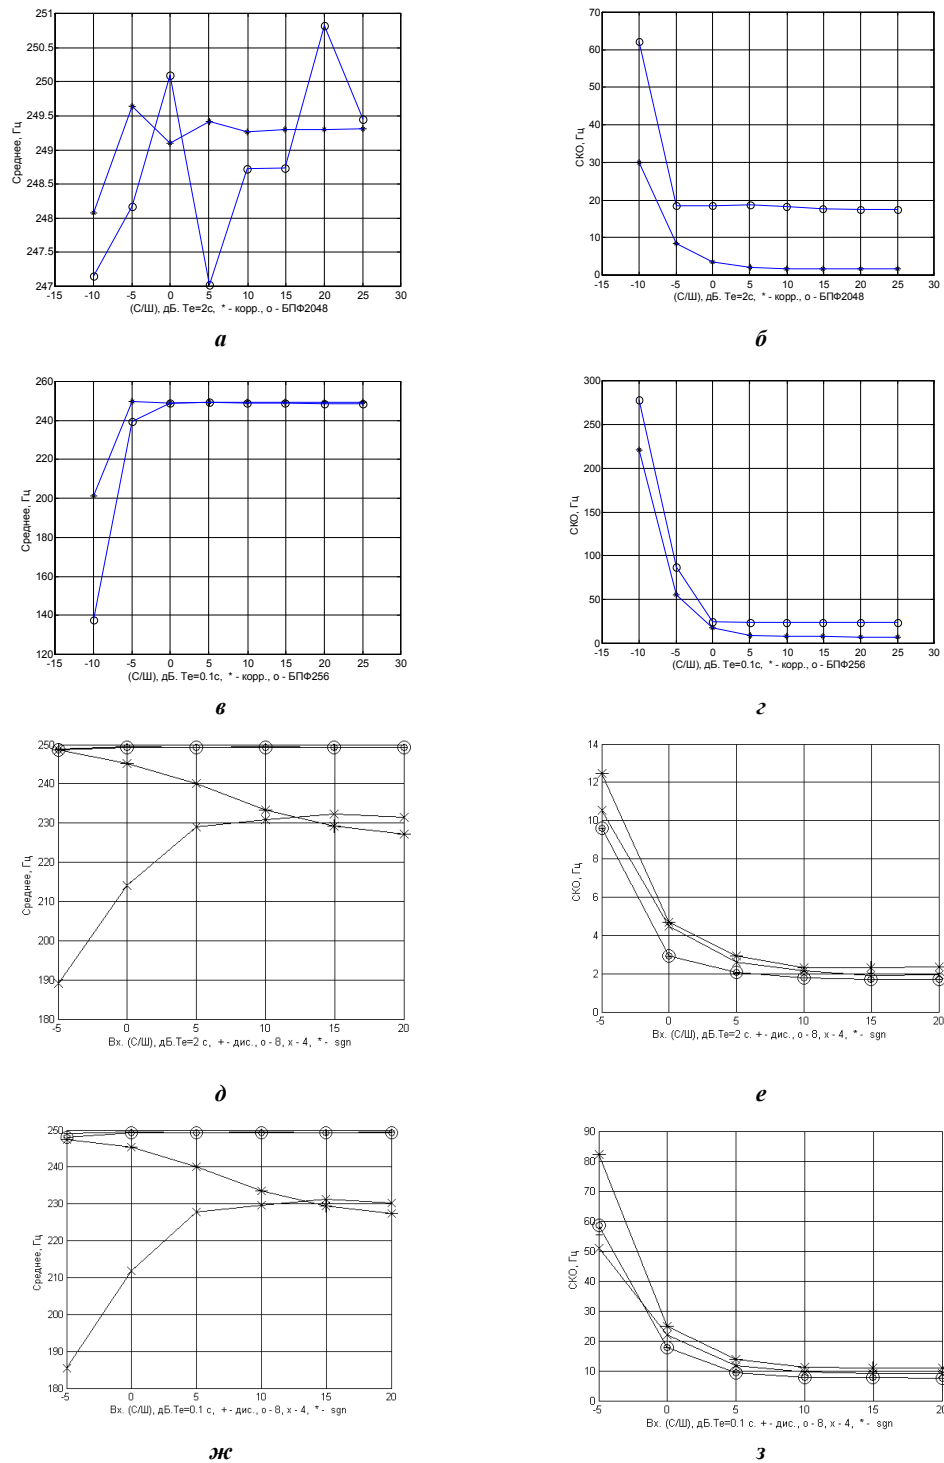 251
250.5
250
249.5
249
248.5
248
247.5
247
-15 -10 -5 0 5 10 15 20 25 30
Среднее, Гц
(С/Ш), дБ. Te=2с, * - корр., о - БПФ2048
а
70
60
50
40
30
20
10
0
-15 -10 -5 0 5 10 15 20 25 30
СКО, Гц
(С/Ш), дБ. Te=2с, * - корр., о - БПФ2048
б
260
240
220
200
180
160
140
120
-15 -10 -5 0 5 10 15 20 25 30
Среднее, Гц
(С/Ш), дБ. Te=0.1с, * - корр., о - БПФ256
в
300
250
200
150
100
50
0
-15 -10 -5 0 5 10 15 20 25 30
СКО, Гц
(С/Ш), дБ. Te=0.1с, * - корр., о - БПФ256
г
250
240
230
220
210
200
190
180
-5 0 5 10 15 20
Среднее, Гц
Вх. (С/Ш), дБ.Te=2 с, + - дис., о - 8, х - 4, * - sgn
д
14
12
10
8
6
4
2
0
-5 0 5 10 15 20
СКО, Гц
Вх. (С/Ш), дБ.Te=2 с. + - дис., о - 8, х - 4, * - sgn
е
250
240
230
220
210
200
190
180
-5 0 5 10 15 20
Среднее, Гц
Вх. (С/Ш), дБ.Te=0.1 с, + - дис., о - 8, х - 4, * - sgn
ж
90
80
70
60
50
40
30
20
10
0
-5 0 5 10 15 20
СКО, Гц
Вх. (С/Ш), дБ.Te=0.1 с. + - дис., о - 8, х - 4, * - sgn
з